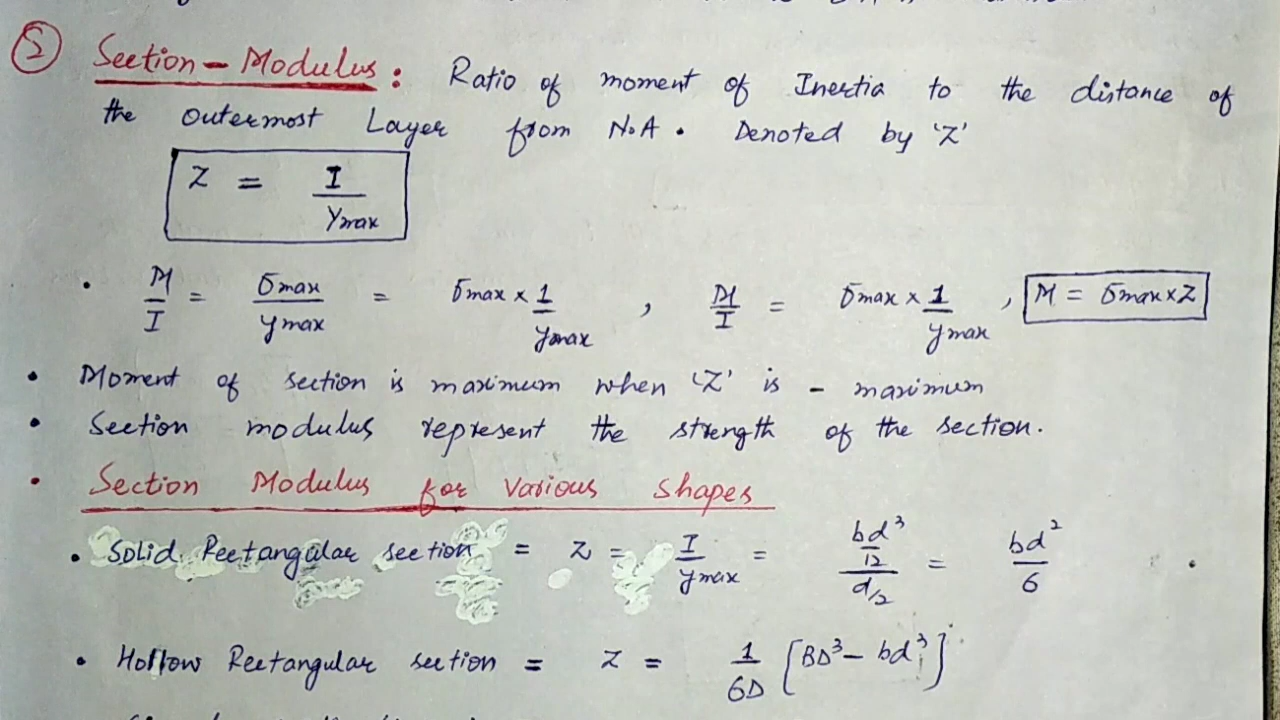 5 Section - Modulus : Ratio of moment of Inertia to the distance of
the outermost Layer from N.A. Denoted by 'Z'
Z = I / Ymax
• M/I = σmax/ymax = σmax × 1/ymax , M/I = σmax × 1/ymax , M = σmax×Z
• Moment of section is maximum when 'Z' is - maximum
• Section modulus represent the strength of the section.
• Section Modulus for Various Shapes
• Solid Rectangular section = Z = I/ymax = (bd³/12)/(d/2) = bd²/6
• Hollow Rectangular section = Z = 1/6D [BD³ - bd³]